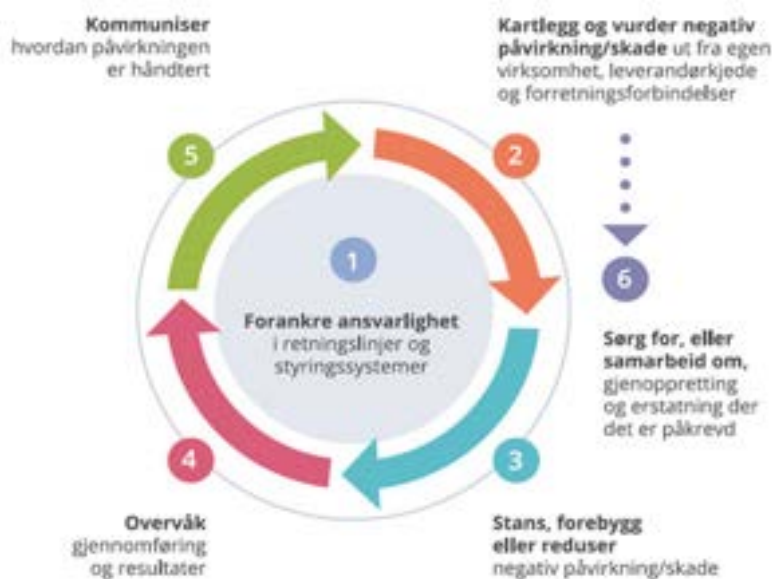 Kommuniser
hvordan påvirkningen
er håndtert
5
Kartlegg og vurder negativ
påvirkning/skade ut fra egen
virksomhet, leverandørkjede
og forretningsforbindelser
2
1
Forankre ansvarlighet
i retningslinjer og
styringssystemer
6
Sørg for, eller
samarbeid om,
gjenoppretting
og erstatning der
det er påkrevd
4
Overvåk
gjennomføring
og resultater
3
Stans, forebygg
eller reduser
negativ påvirkning/skade